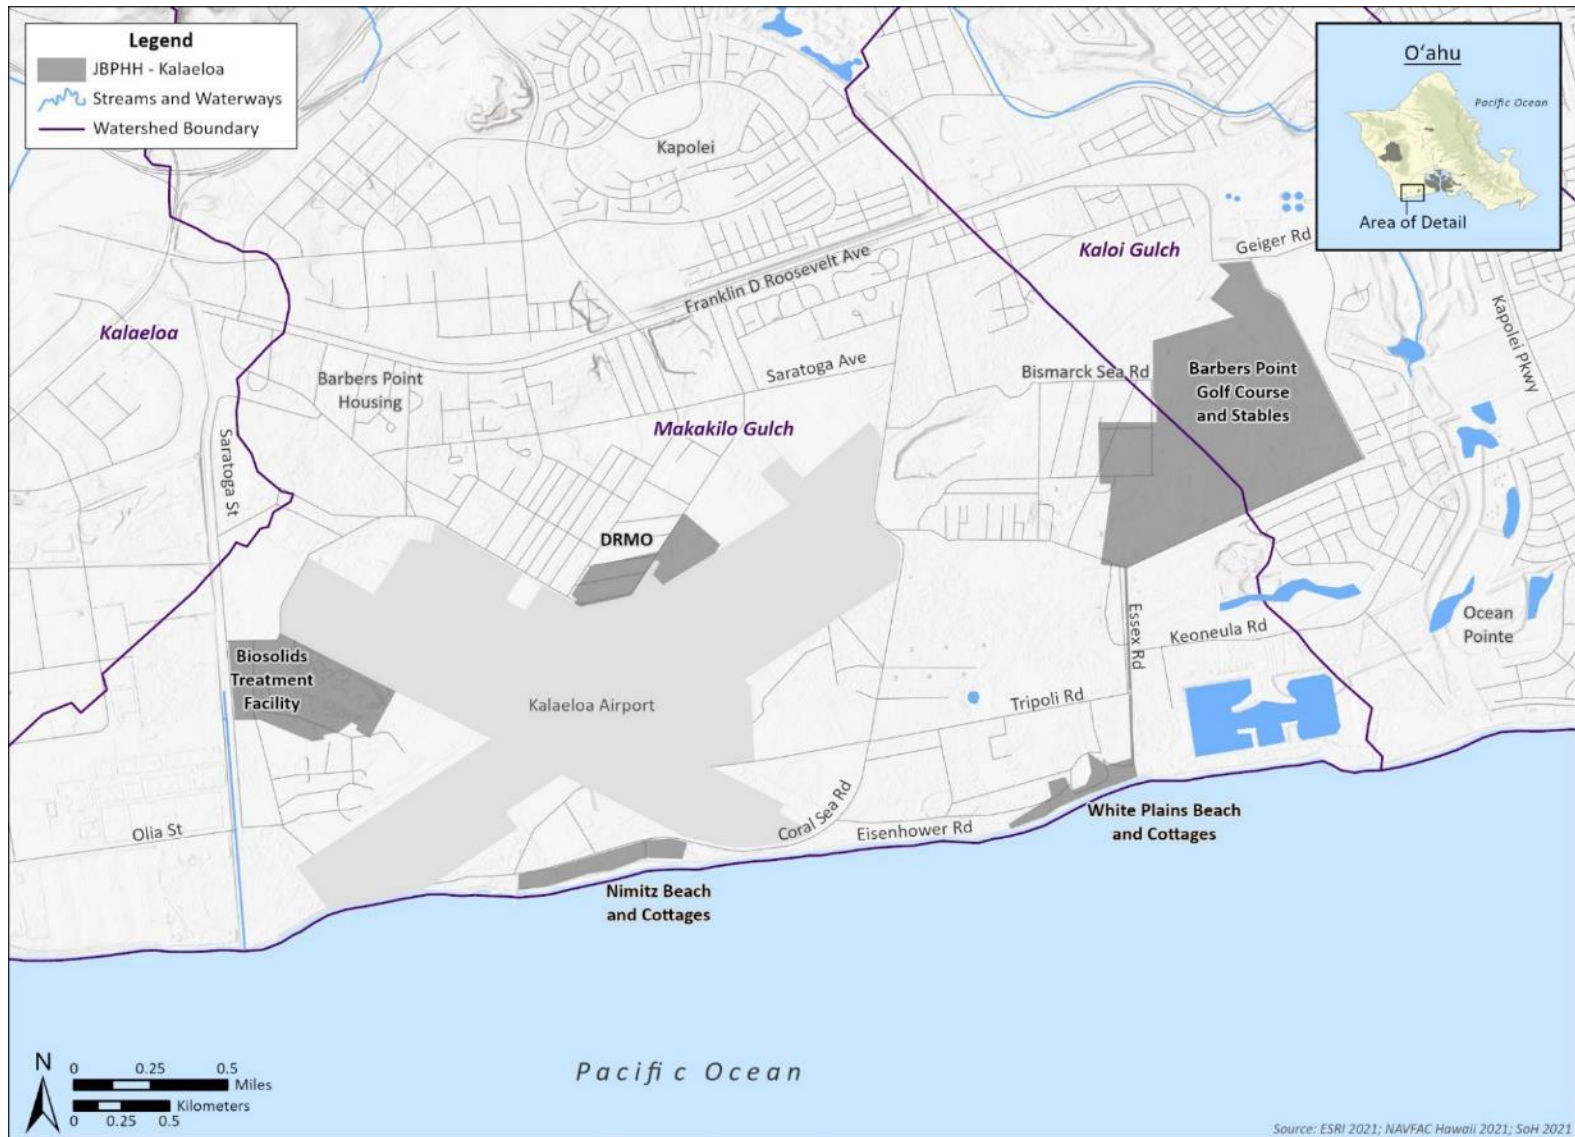 Legend
JBPHH - Kalaeloa
Streams and Waterways
Watershed Boundary
Oʻahu
Pacific Ocean
Area of Detail
Kapolei
Geiger Rd
Kaloi Gulch
Franklin D Roosevelt Ave
Kapolei Pkwy
Kalaeloa
Saratoga Ave
Bismarck Sea Rd
Barbers Point
Housing
Barbers Point
Golf Course
and Stables
Makakilo Gulch
Saratoga St
DRMO
Essex Rd
Keoneula Rd
Ocean
Pointe
Biosolids
Treatment
Facility
Kalaeloa Airport
Tripoli Rd
Coral Sea Rd
Eisenhower Rd
White Plains Beach
and Cottages
Olia St
Nimitz Beach
and Cottages
Pacific Ocean
N
0 0.25 0.5
Miles
Kilometers
0 0.25 0.5
Source: ESRI 2021; NAVFAC Hawaii 2021; SoH 2021